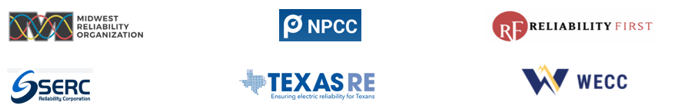 MIDWEST
RELIABILITY
ORGANIZATION
NPCC
RF RELIABILITY FIRST
SERC
Reliability Corporation
TEXAS RE
Ensuring electric reliability for Texans
WECC